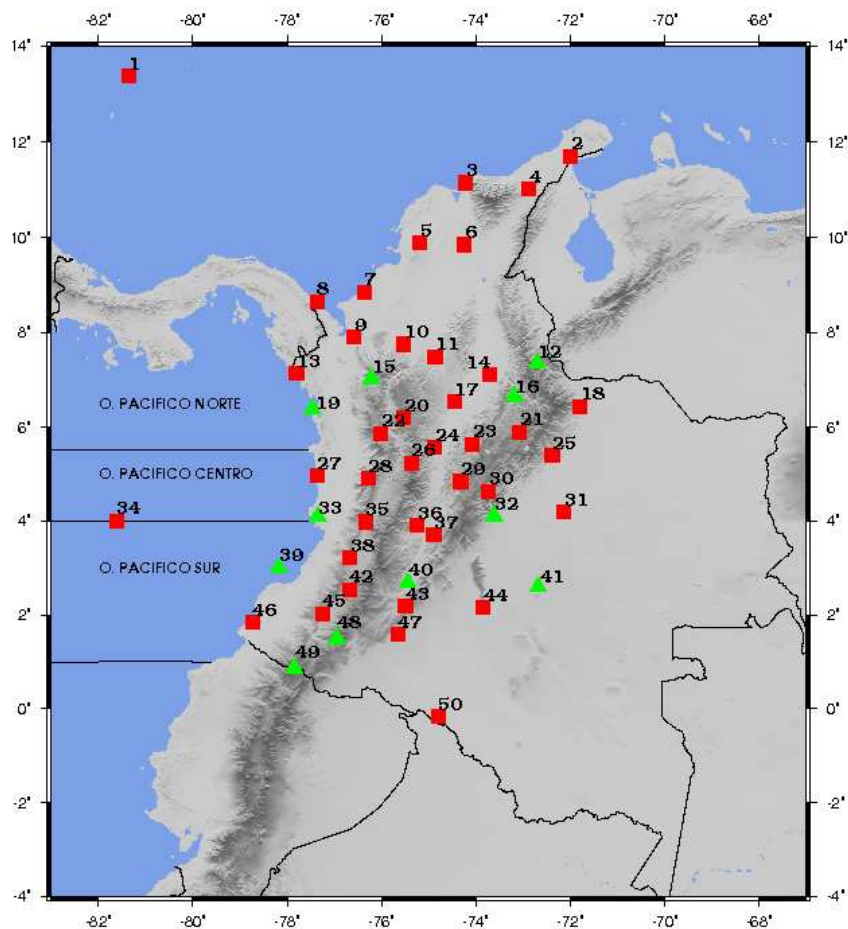 -82° -80° -78° -76° -74° -72° -70° -68°
14° 14°
1
12° 12°
2
3 4
10° 10°
5 6
8 7
8° 8°
9 10 11 12
13 15 14 16
17 18
19 20
O. PACIFICO NORTE
6° 6°
22 24 23 21
26 25
27 28 29 30
O. PACIFICO CENTRO
34 33 35 36 32 31
4° 4°
37
39 38
O. PACIFICO SUR
40 41
42 43 44
46 45
2° 2°
48 47
49
0° 0°
50
-2° -2°
-4° -4°
-82° -80° -78° -76° -74° -72° -70° -68°